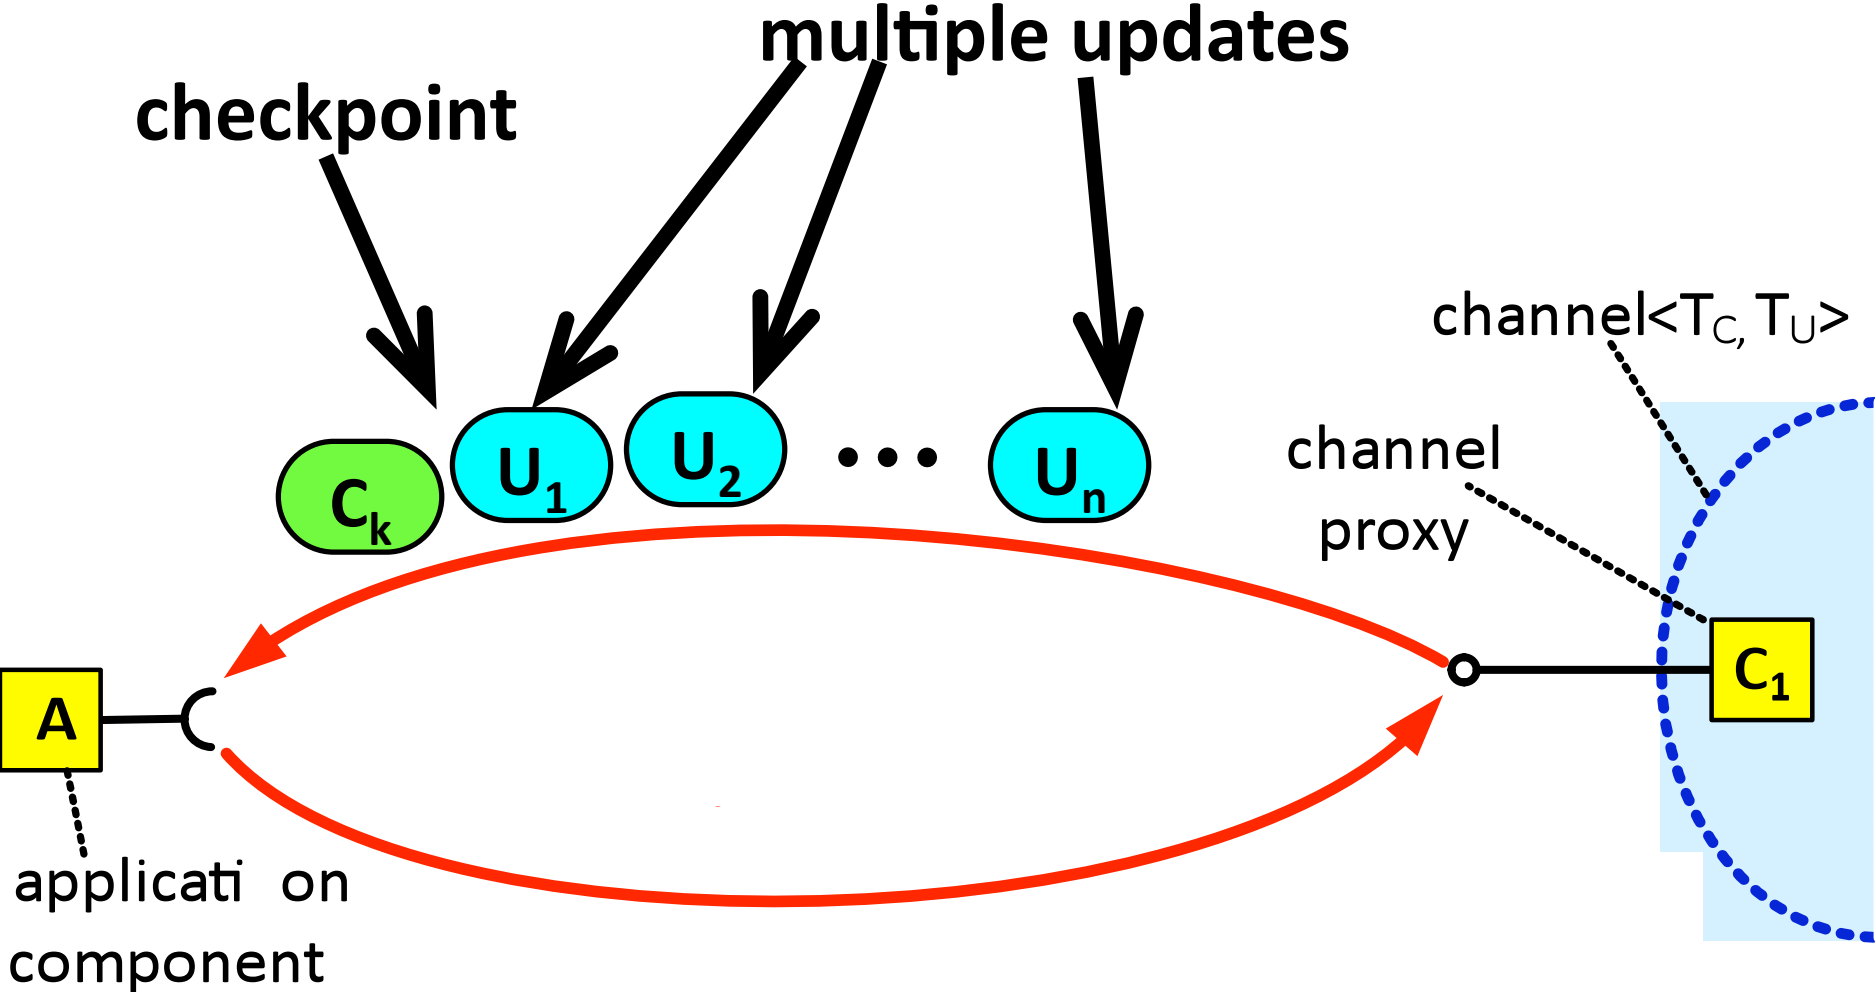 multiple updates
checkpoint
channel<TC, TU>
channel
proxy
Ck
U1
U2
• • •
Un
C1
A
applicati on
component